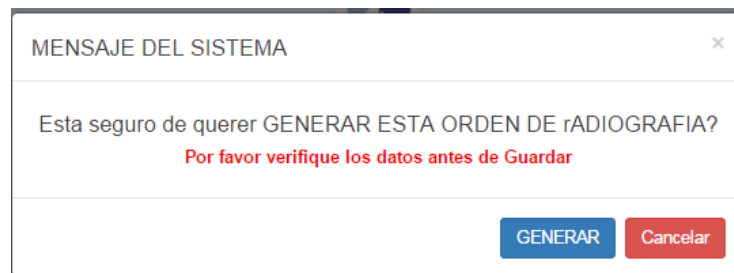 MENSAJE DEL SISTEMA ×
Esta seguro de querer GENERAR ESTA ORDEN DE rADIOGRAFIA?
Por favor verifique los datos antes de Guardar
GENERAR Cancelar